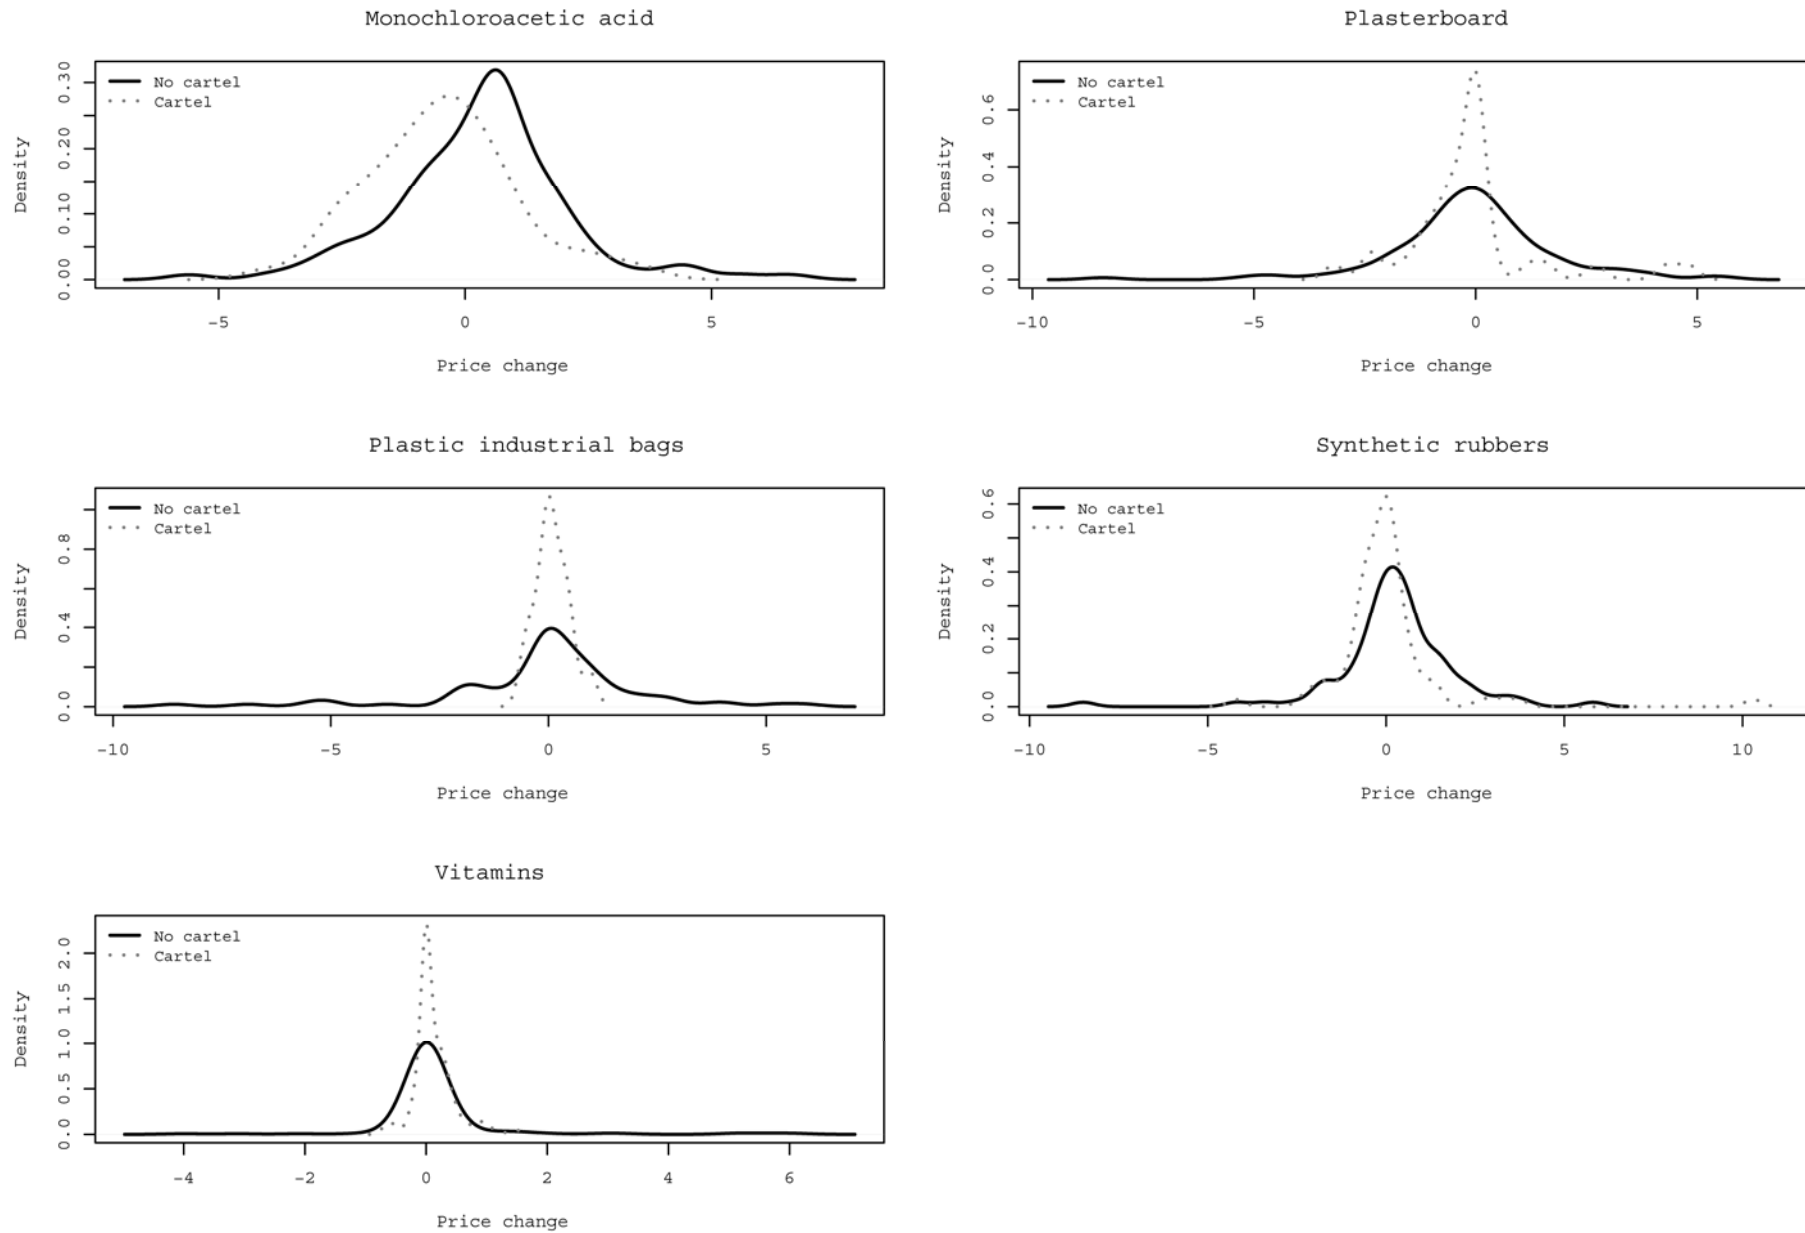 Monochloroacetic acid
No cartel
Cartel
Density
0.00 0.10 0.20 0.30
-5 0 5
Price change
Plasterboard
No cartel
Cartel
Density
0.0 0.2 0.4 0.6
-10 -5 0 5
Price change
Plastic industrial bags
No cartel
Cartel
Density
0.0 0.4 0.8
-10 -5 0 5
Price change
Synthetic rubbers
No cartel
Cartel
Density
0.0 0.2 0.4 0.6
-10 -5 0 5 10
Price change
Vitamins
No cartel
Cartel
Density
0.0 0.5 1.0 1.5 2.0
-4 -2 0 2 4 6
Price change